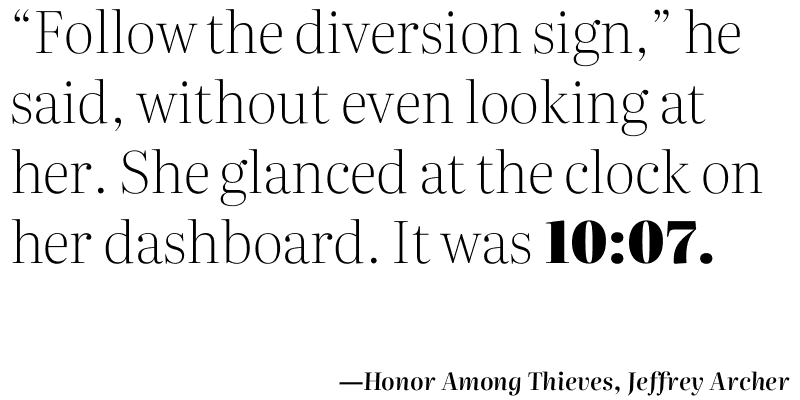 “Follow the diversion sign,” he
said, without even looking at
her. She glanced at the clock on
her dashboard. It was 10:07.
—Honor Among Thieves, Jeffrey Archer